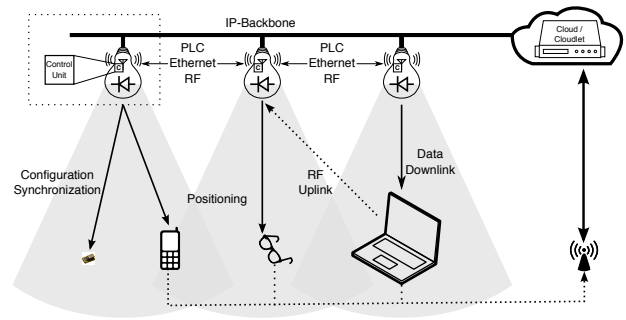 IP-Backbone
Cloud /
Cloudlet
Control
Unit
C
PLC
Ethernet
RF
C
PLC
Ethernet
RF
C
Configuration
Synchronization
Positioning
RF
Uplink
Data
Downlink